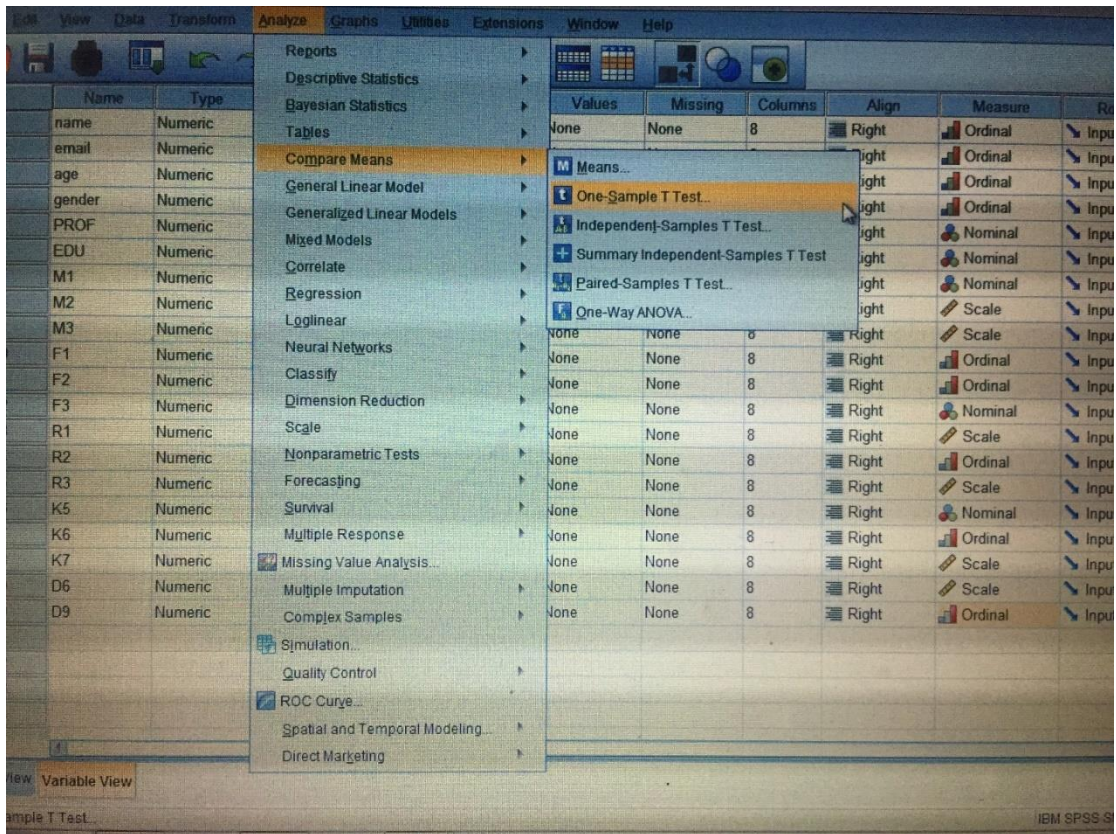 Edit View Data Transform Analyze Graphs Utilities Extensions Window Help
Name Type Values Missing Columns Align Measure
name Numeric None None 8 Right Ordinal
email Numeric Right Ordinal
age Numeric Ordinal
gender Numeric Ordinal
PROF Numeric Nominal
EDU Numeric Nominal
M1 Numeric Nominal
M2 Numeric Scale
M3 Numeric None None 8 Right Scale
F1 Numeric None None 8 Right Ordinal
F2 Numeric None None 8 Right Ordinal
F3 Numeric None None 8 Right Nominal
R1 Numeric None None 8 Right Scale
R2 Numeric None None 8 Right Ordinal
R3 Numeric None None 8 Right Scale
K5 Numeric None None 8 Right Nominal
K6 Numeric None None 8 Right Ordinal
K7 Numeric None None 8 Right Scale
D6 Numeric None None 8 Right Scale
D9 Numeric None None 8 Right Ordinal
Reports
Descriptive Statistics
Bayesian Statistics
Tables
Compare Means
General Linear Model
Generalized Linear Models
Mixed Models
Correlate
Regression
Loglinear
Neural Networks
Classify
Dimension Reduction
Scale
Nonparametric Tests
Forecasting
Survival
Multiple Response
Missing Value Analysis...
Multiple Imputation
Complex Samples
Simulation...
Quality Control
ROC Curve...
Spatial and Temporal Modeling...
Direct Marketing
M Means...
t One-Sample T Test...
Independent-Samples T Test...
Summary Independent-Samples T Test
Paired-Samples T Test...
One-Way ANOVA...
Variable View
T Test...
IBM SPSS